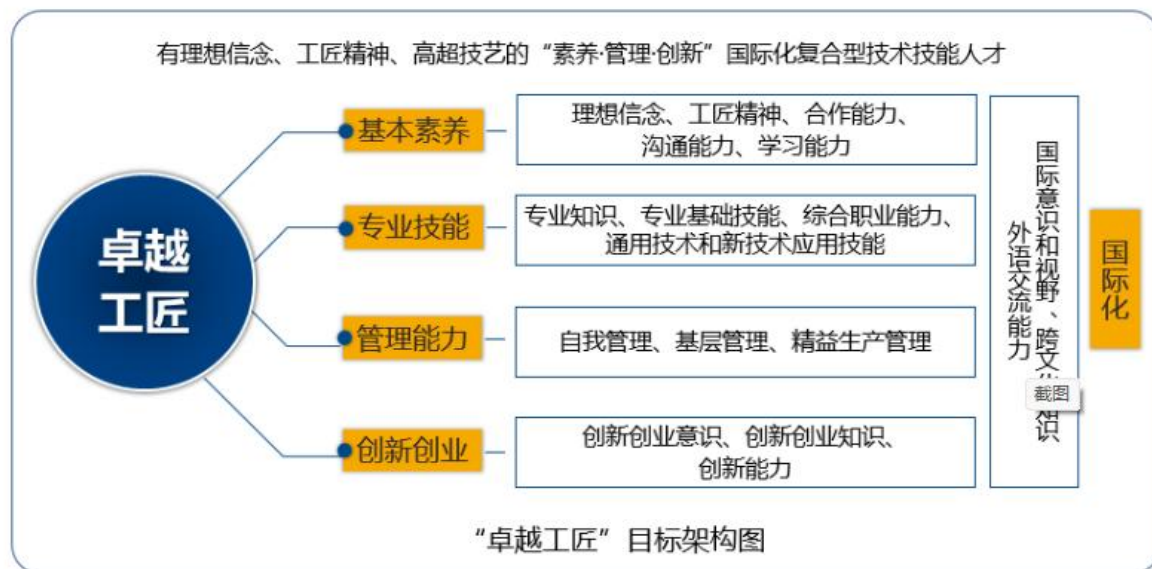 有理想信念、工匠精神、高超技艺的“素养·管理·创新”国际化复合型技术技能人才
卓越
工匠
基本素养
理想信念、工匠精神、合作能力、
沟通能力、学习能力
专业技能
专业知识、专业基础技能、综合职业能力、
通用技术和新技术应用技能
管理能力
自我管理、基层管理、精益生产管理
创新创业
创新创业意识、创新创业知识、
创新能力
国际意识和视野、跨文化知识
外语交流能力
截图
国际化
“卓越工匠”目标架构图